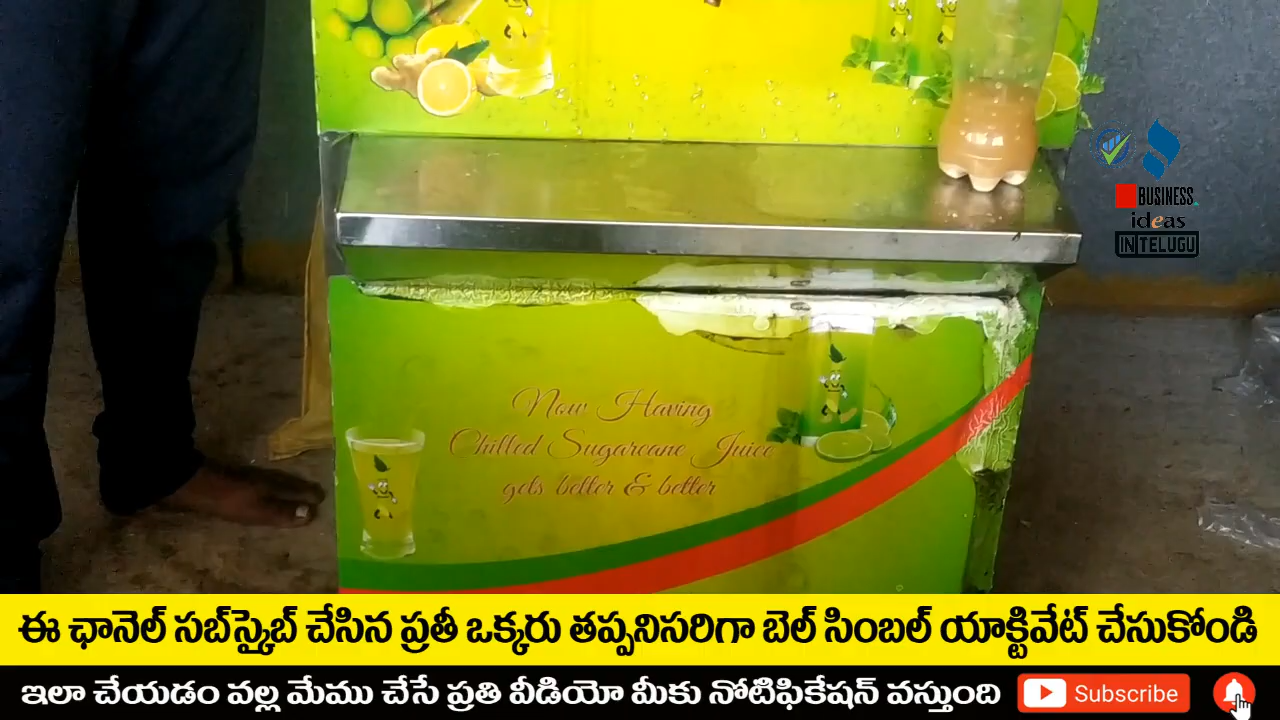 BUSINESS
ideas
IN TELUGU
Now Having
Chilled Sugarcane Juice
gets better & better
ఈ ఛానెల్ సబ్‌స్క్రైబ్ చేసిన ప్రతీ ఒక్కరు తప్పనిసరిగా బెల్ సింబల్ యాక్టివేట్ చేసుకోండి
ఇలా చేయడం వల్ల మేము చేసే ప్రతి వీడియో మీకు నోటిఫికేషన్ వస్తుంది
Subscribe